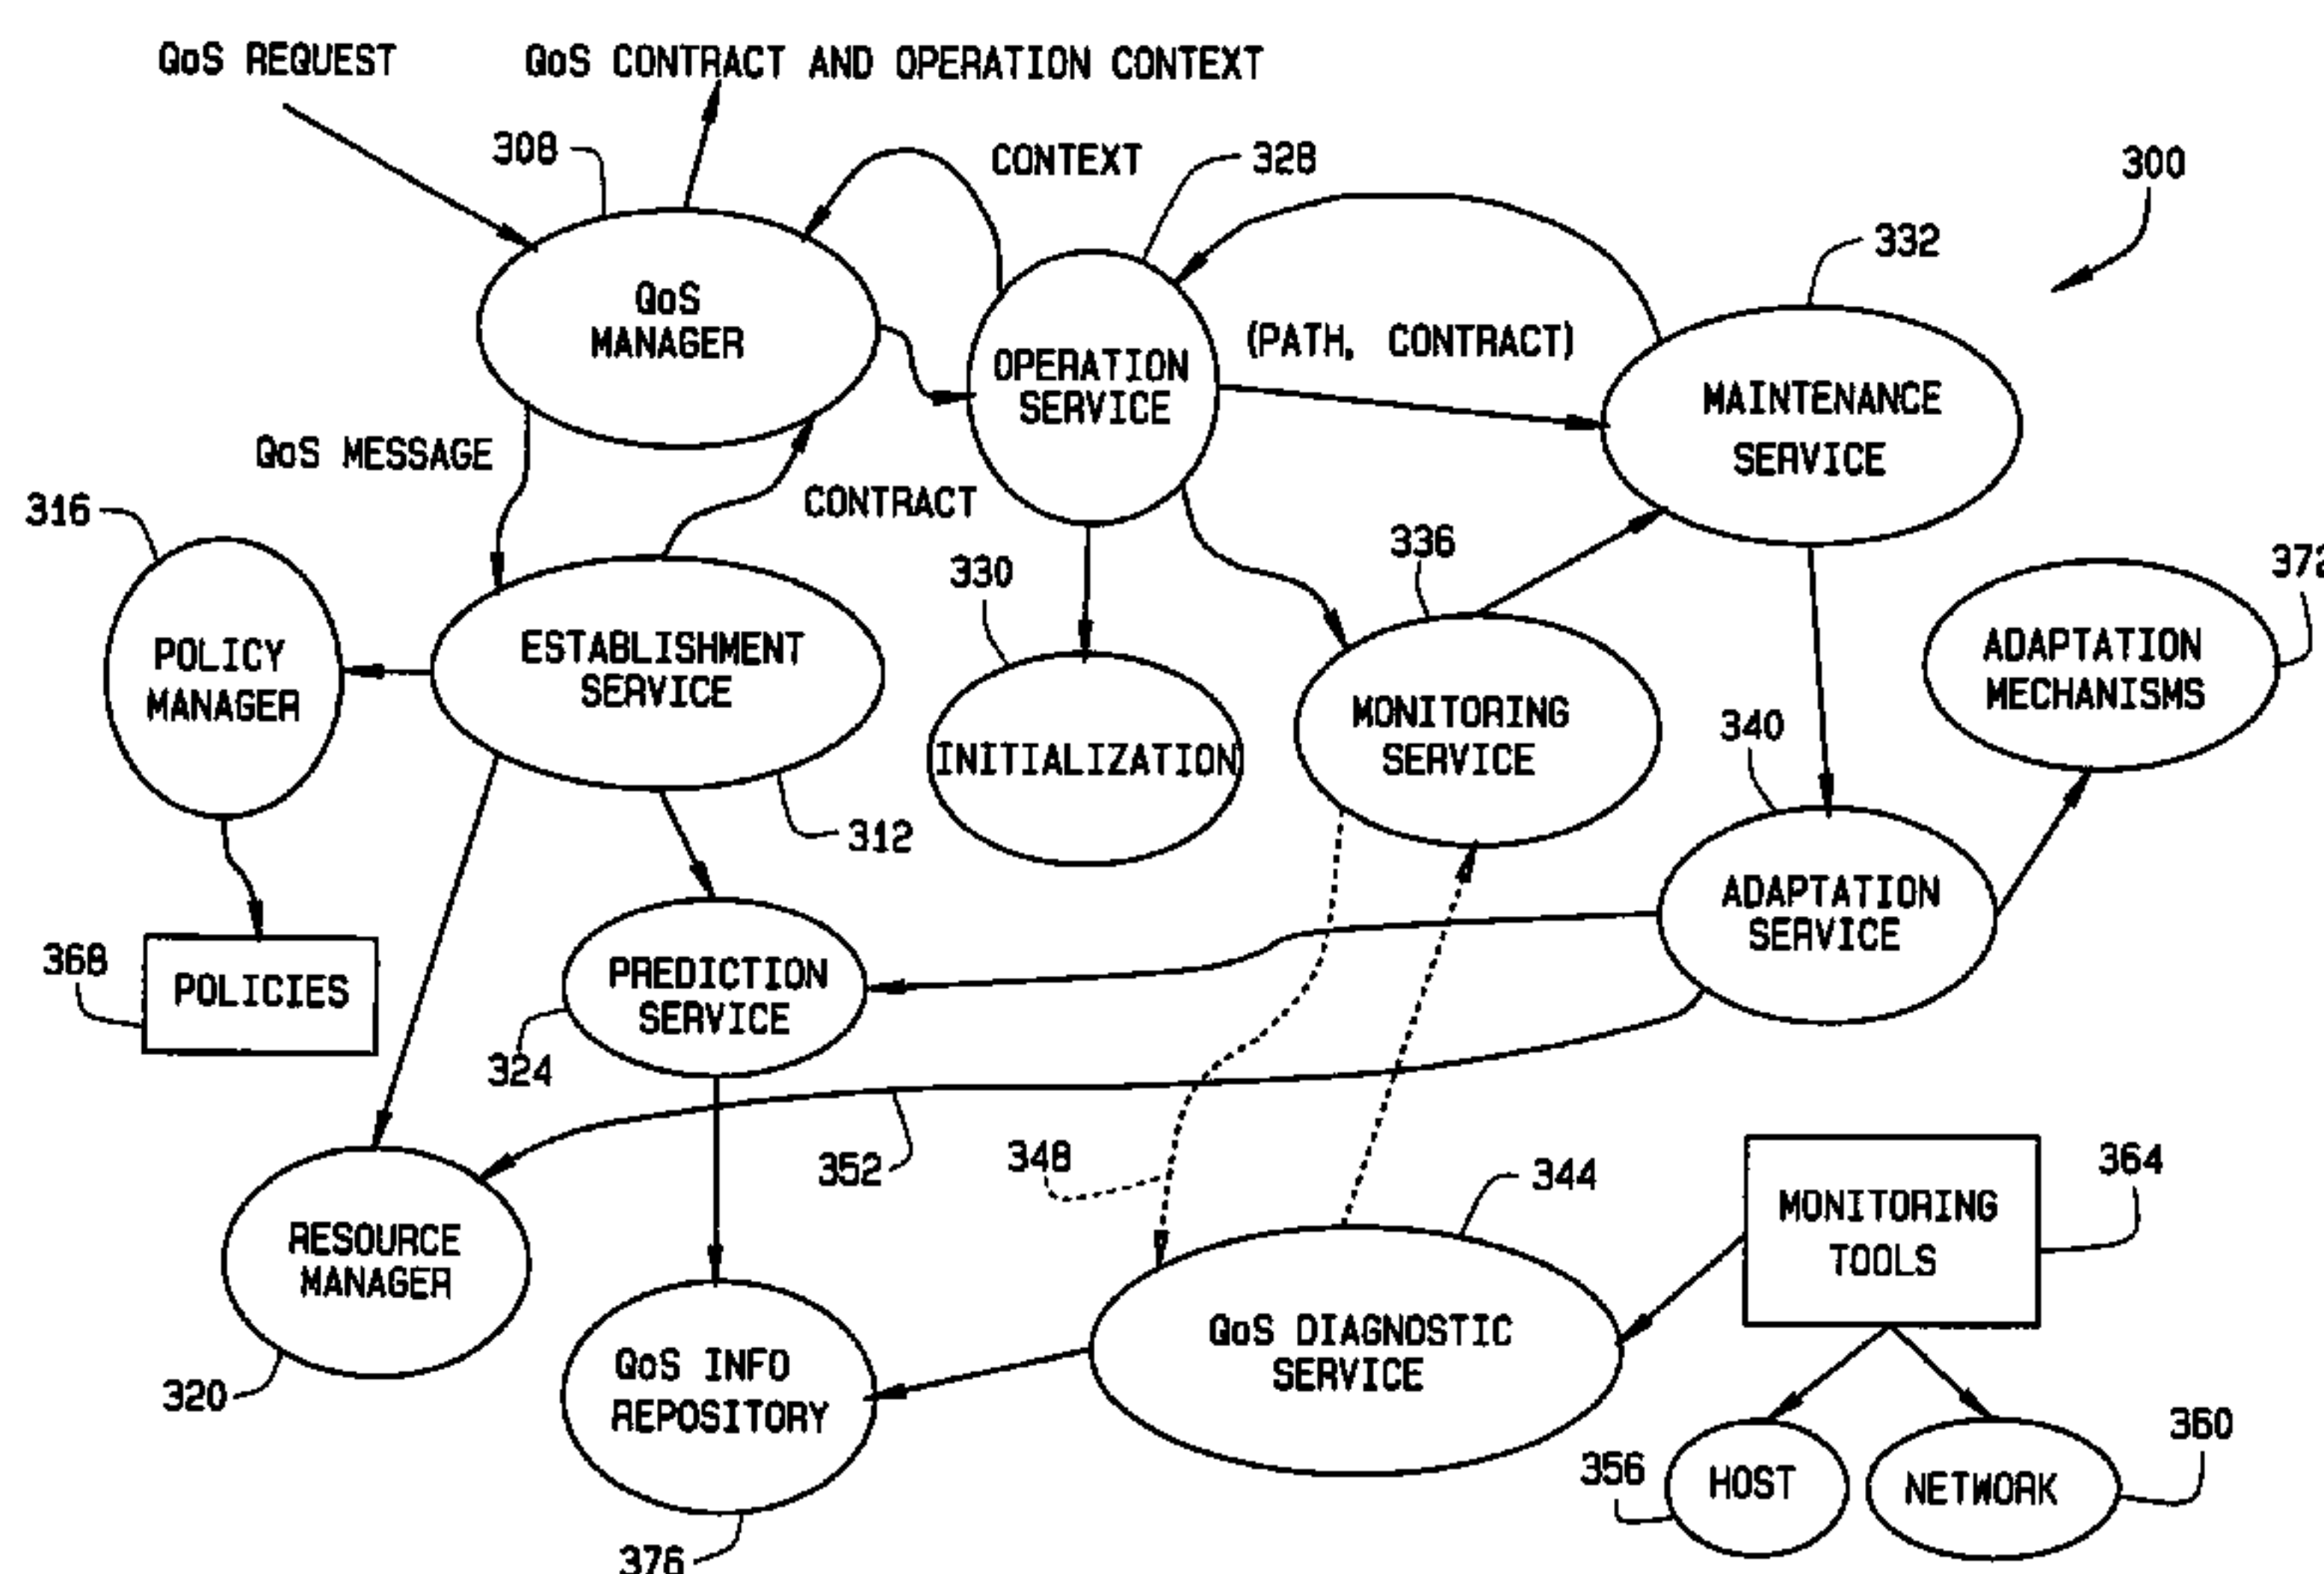 QoS REQUEST
QoS CONTRACT AND OPERATION CONTEXT
308
CONTEXT
328
300
332
QoS
MANAGER
OPERATION
SERVICE
(PATH, CONTRACT)
MAINTENANCE
SERVICE
QoS MESSAGE
CONTRACT
316
330
336
372
POLICY
MANAGER
ESTABLISHMENT
SERVICE
INITIALIZATION
MONITORING
SERVICE
ADAPTATION
MECHANISMS
340
312
368
POLICIES
PREDICTION
SERVICE
ADAPTATION
SERVICE
324
352
348
344
364
RESOURCE
MANAGER
MONITORING
TOOLS
320
QoS INFO
REPOSITORY
QoS DIAGNOSTIC
SERVICE
356
HOST
NETWORK
360
376